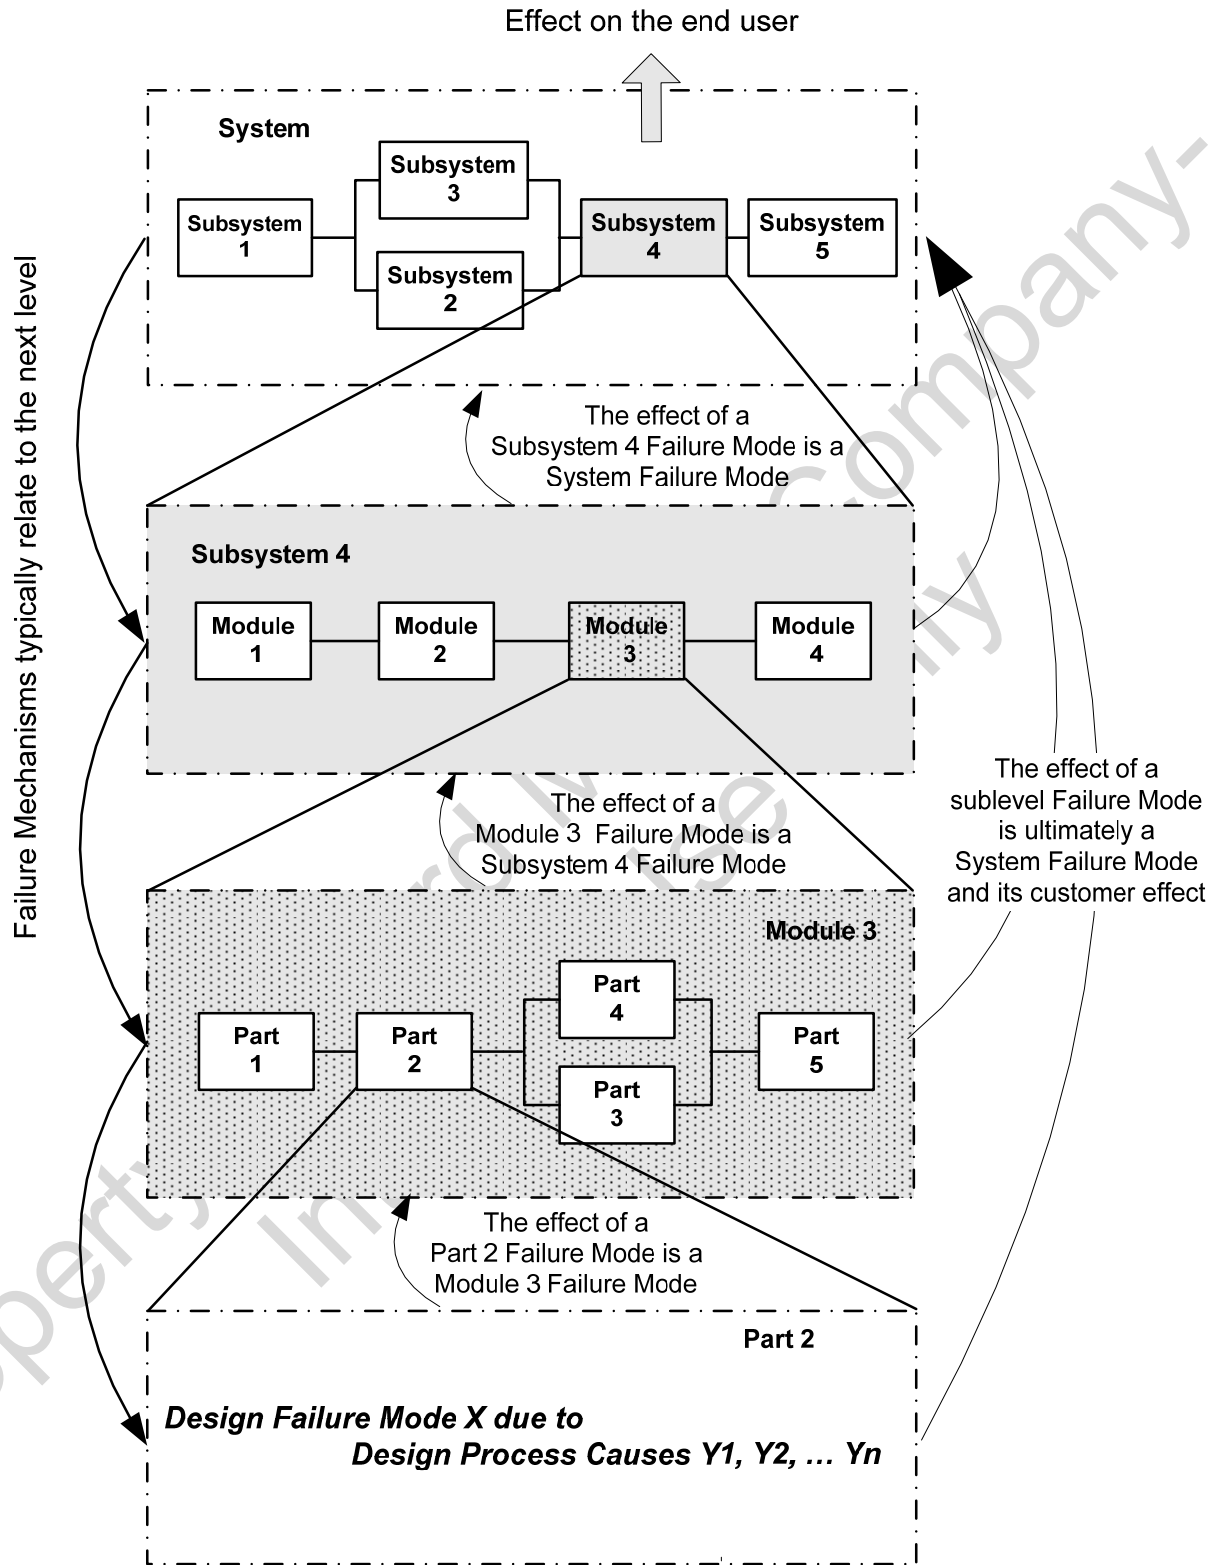 Effect on the end user
System
Subsystem
3
Subsystem
1
Subsystem
4
Subsystem
5
Subsystem
2
Failure Mechanisms typically relate to the next level
The effect of a
Subsystem 4 Failure Mode is a
System Failure Mode
Subsystem 4
Module
1
Module
2
Module
3
Module
4
The effect of a
Module 3 Failure Mode is a
Subsystem 4 Failure Mode
The effect of a
sublevel Failure Mode
is ultimately a
System Failure Mode
and its customer effect
Module 3
Part
4
Part
1
Part
2
Part
5
Part
3
The effect of a
Part 2 Failure Mode is a
Module 3 Failure Mode
Part 2
Design Failure Mode X due to
Design Process Causes Y1, Y2, … Yn
Company-